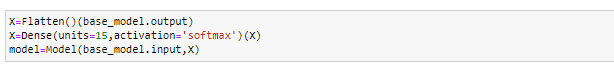 X=Flatten()(base_model.output)
X=Dense(units=15,activation='softmax')(X)
model=Model(base_model.input,X)